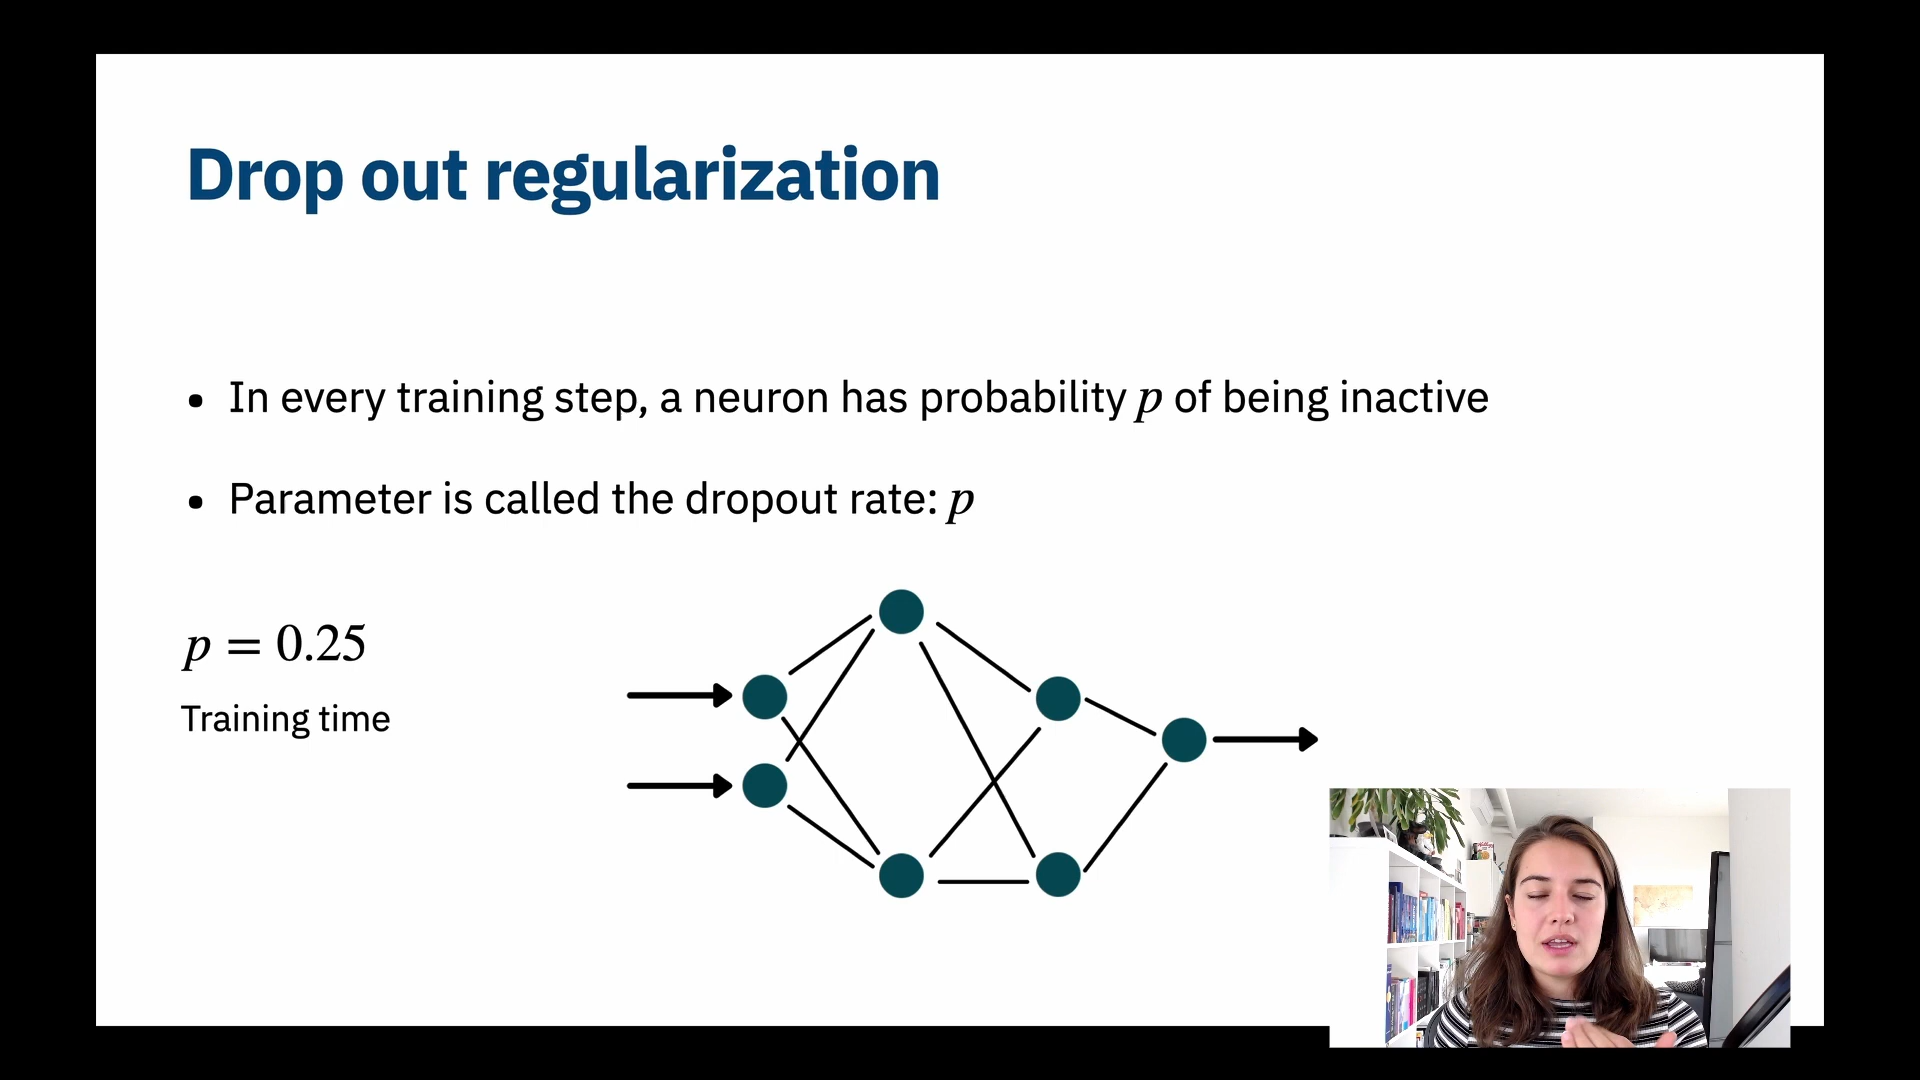 Drop out regularization
• In every training step, a neuron has probability p of being inactive
• Parameter is called the dropout rate: p
p = 0.25
Training time